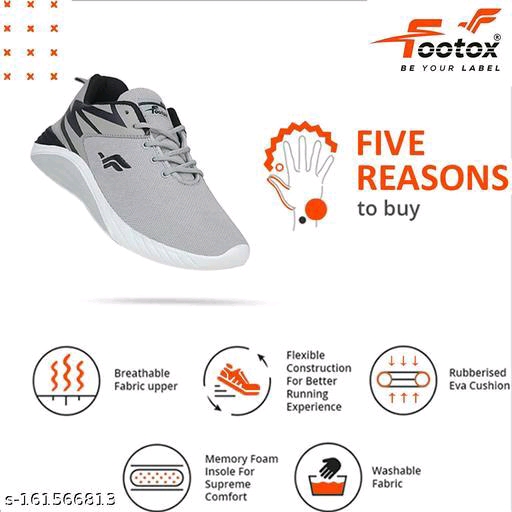 Footox®
BE YOUR LABEL
Footox
FIVE
REASONS
to buy
Breathable
Fabric upper
Flexible
Construction
For Better
Running
Experience
Rubberised
Eva Cushion
Memory Foam
Insole For
Supreme
Comfort
Washable
Fabric
s-161566813